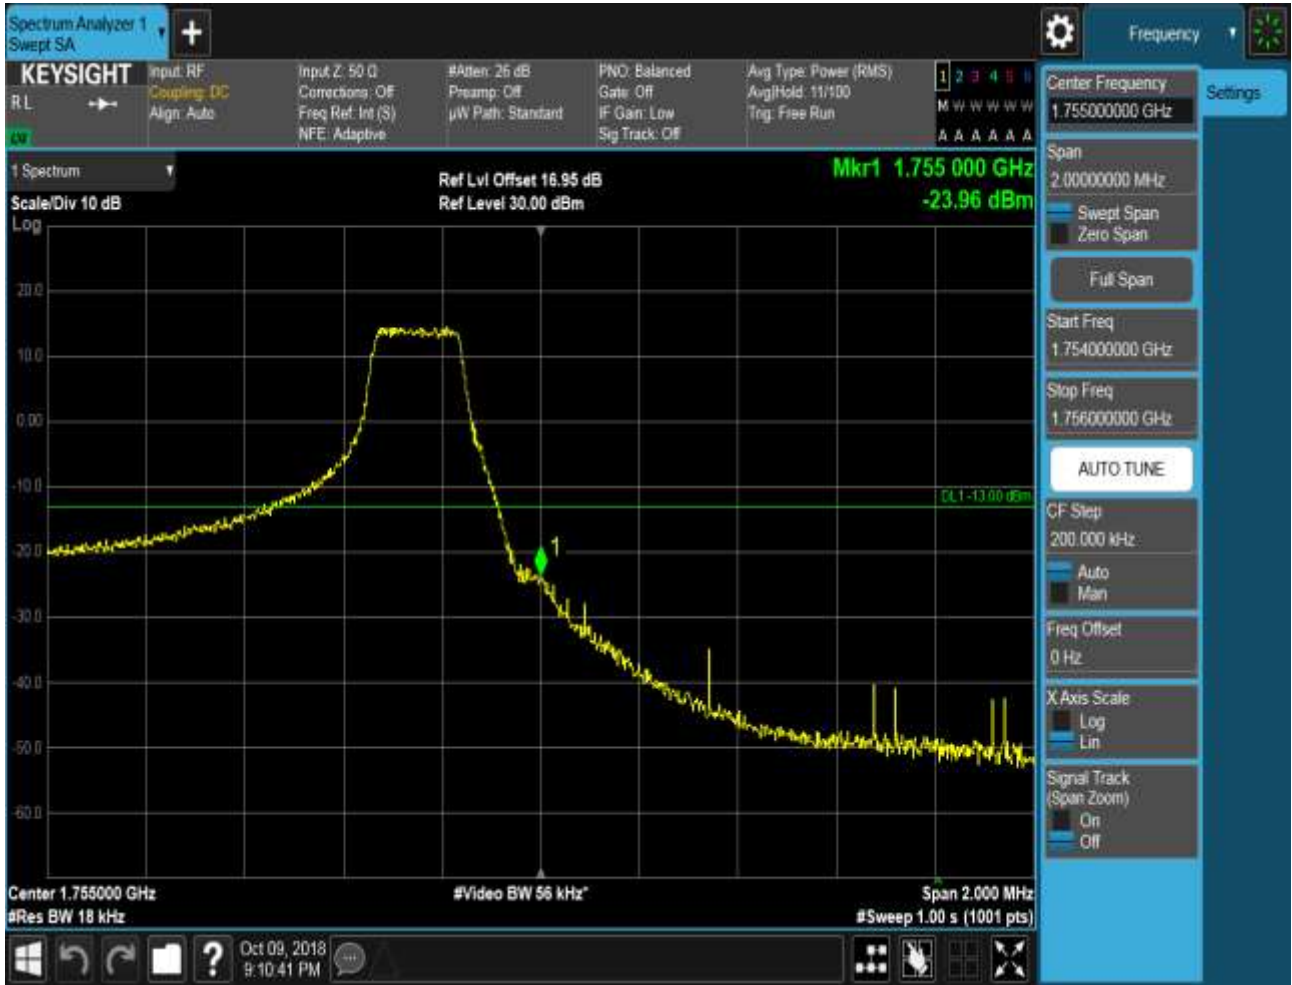 Spectrum Analyzer 1
Swept SA
Frequency
KEYSIGHT
R L
Input: RF
Coupling: DC
Align: Auto
Input Z: 50 Ω
Corrections: Off
Freq Ref: Int (S)
NFE: Adaptive
#Atten: 26 dB
Preamp: Off
µW Path: Standard
PNO: Balanced
Gate: Off
IF Gain: Low
Sig Track: Off
Avg Type: Power (RMS)
Avg|Hold: 11/100
Trig: Free Run
1 2 3 4 5 6
M W W W W W
A A A A A A
1 Spectrum
Scale/Div 10 dB
Log
Ref Lvl Offset 16.95 dB
Ref Level 30.00 dBm
Mkr1 1.755 000 GHz
-23.96 dBm
20.0
10.0
0.00
-10.0
-20.0
-30.0
-40.0
-50.0
-60.0
DL1 -13.00 dBm
1
Center 1.755000 GHz
#Res BW 18 kHz
#Video BW 56 kHz*
Span 2.000 MHz
#Sweep 1.00 s (1001 pts)
Center Frequency
1.755000000 GHz
Settings
Span
2.00000000 MHz
Swept Span
Zero Span
Full Span
Start Freq
1.754000000 GHz
Stop Freq
1.756000000 GHz
AUTO TUNE
CF Step
200.000 kHz
Auto
Man
Freq Offset
0 Hz
X Axis Scale
Log
Lin
Signal Track
(Span Zoom)
On
Off
?
Oct 09, 2018
9:10:41 PM